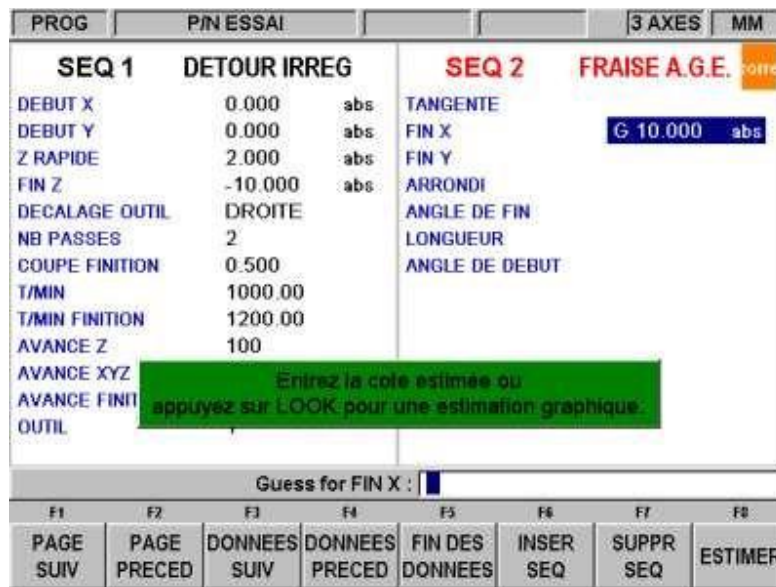 PROG P/N ESSAI 3 AXES MM
SEQ 1 DETOUR IRREG
DEBUT X 0.000 abs
DEBUT Y 0.000 abs
Z RAPIDE 2.000 abs
FIN Z -10.000 abs
DECALAGE OUTIL DROITE
NB PASSES 2
COUPE FINITION 0.500
T/MIN 1000.00
T/MIN FINITION 1200.00
AVANCE Z 100
AVANCE XYZ
AVANCE FINIT
OUTIL
SEQ 2 FRAISE A.G.E.
TANGENTE
FIN X G 10.000 abs
FIN Y
ARRONDI
ANGLE DE FIN
LONGUEUR
ANGLE DE DEBUT
Entrez la cote estimée ou
appuyez sur LOOK pour une estimation graphique.
Guess for FIN X :
F1 F2 F3 F4 F5 F6 F7 F8
PAGE SUIV
PAGE PRECED
DONNEES SUIV
DONNEES PRECED
FIN DES DONNEES
INSER SEQ
SUPPR SEQ
ESTIMER